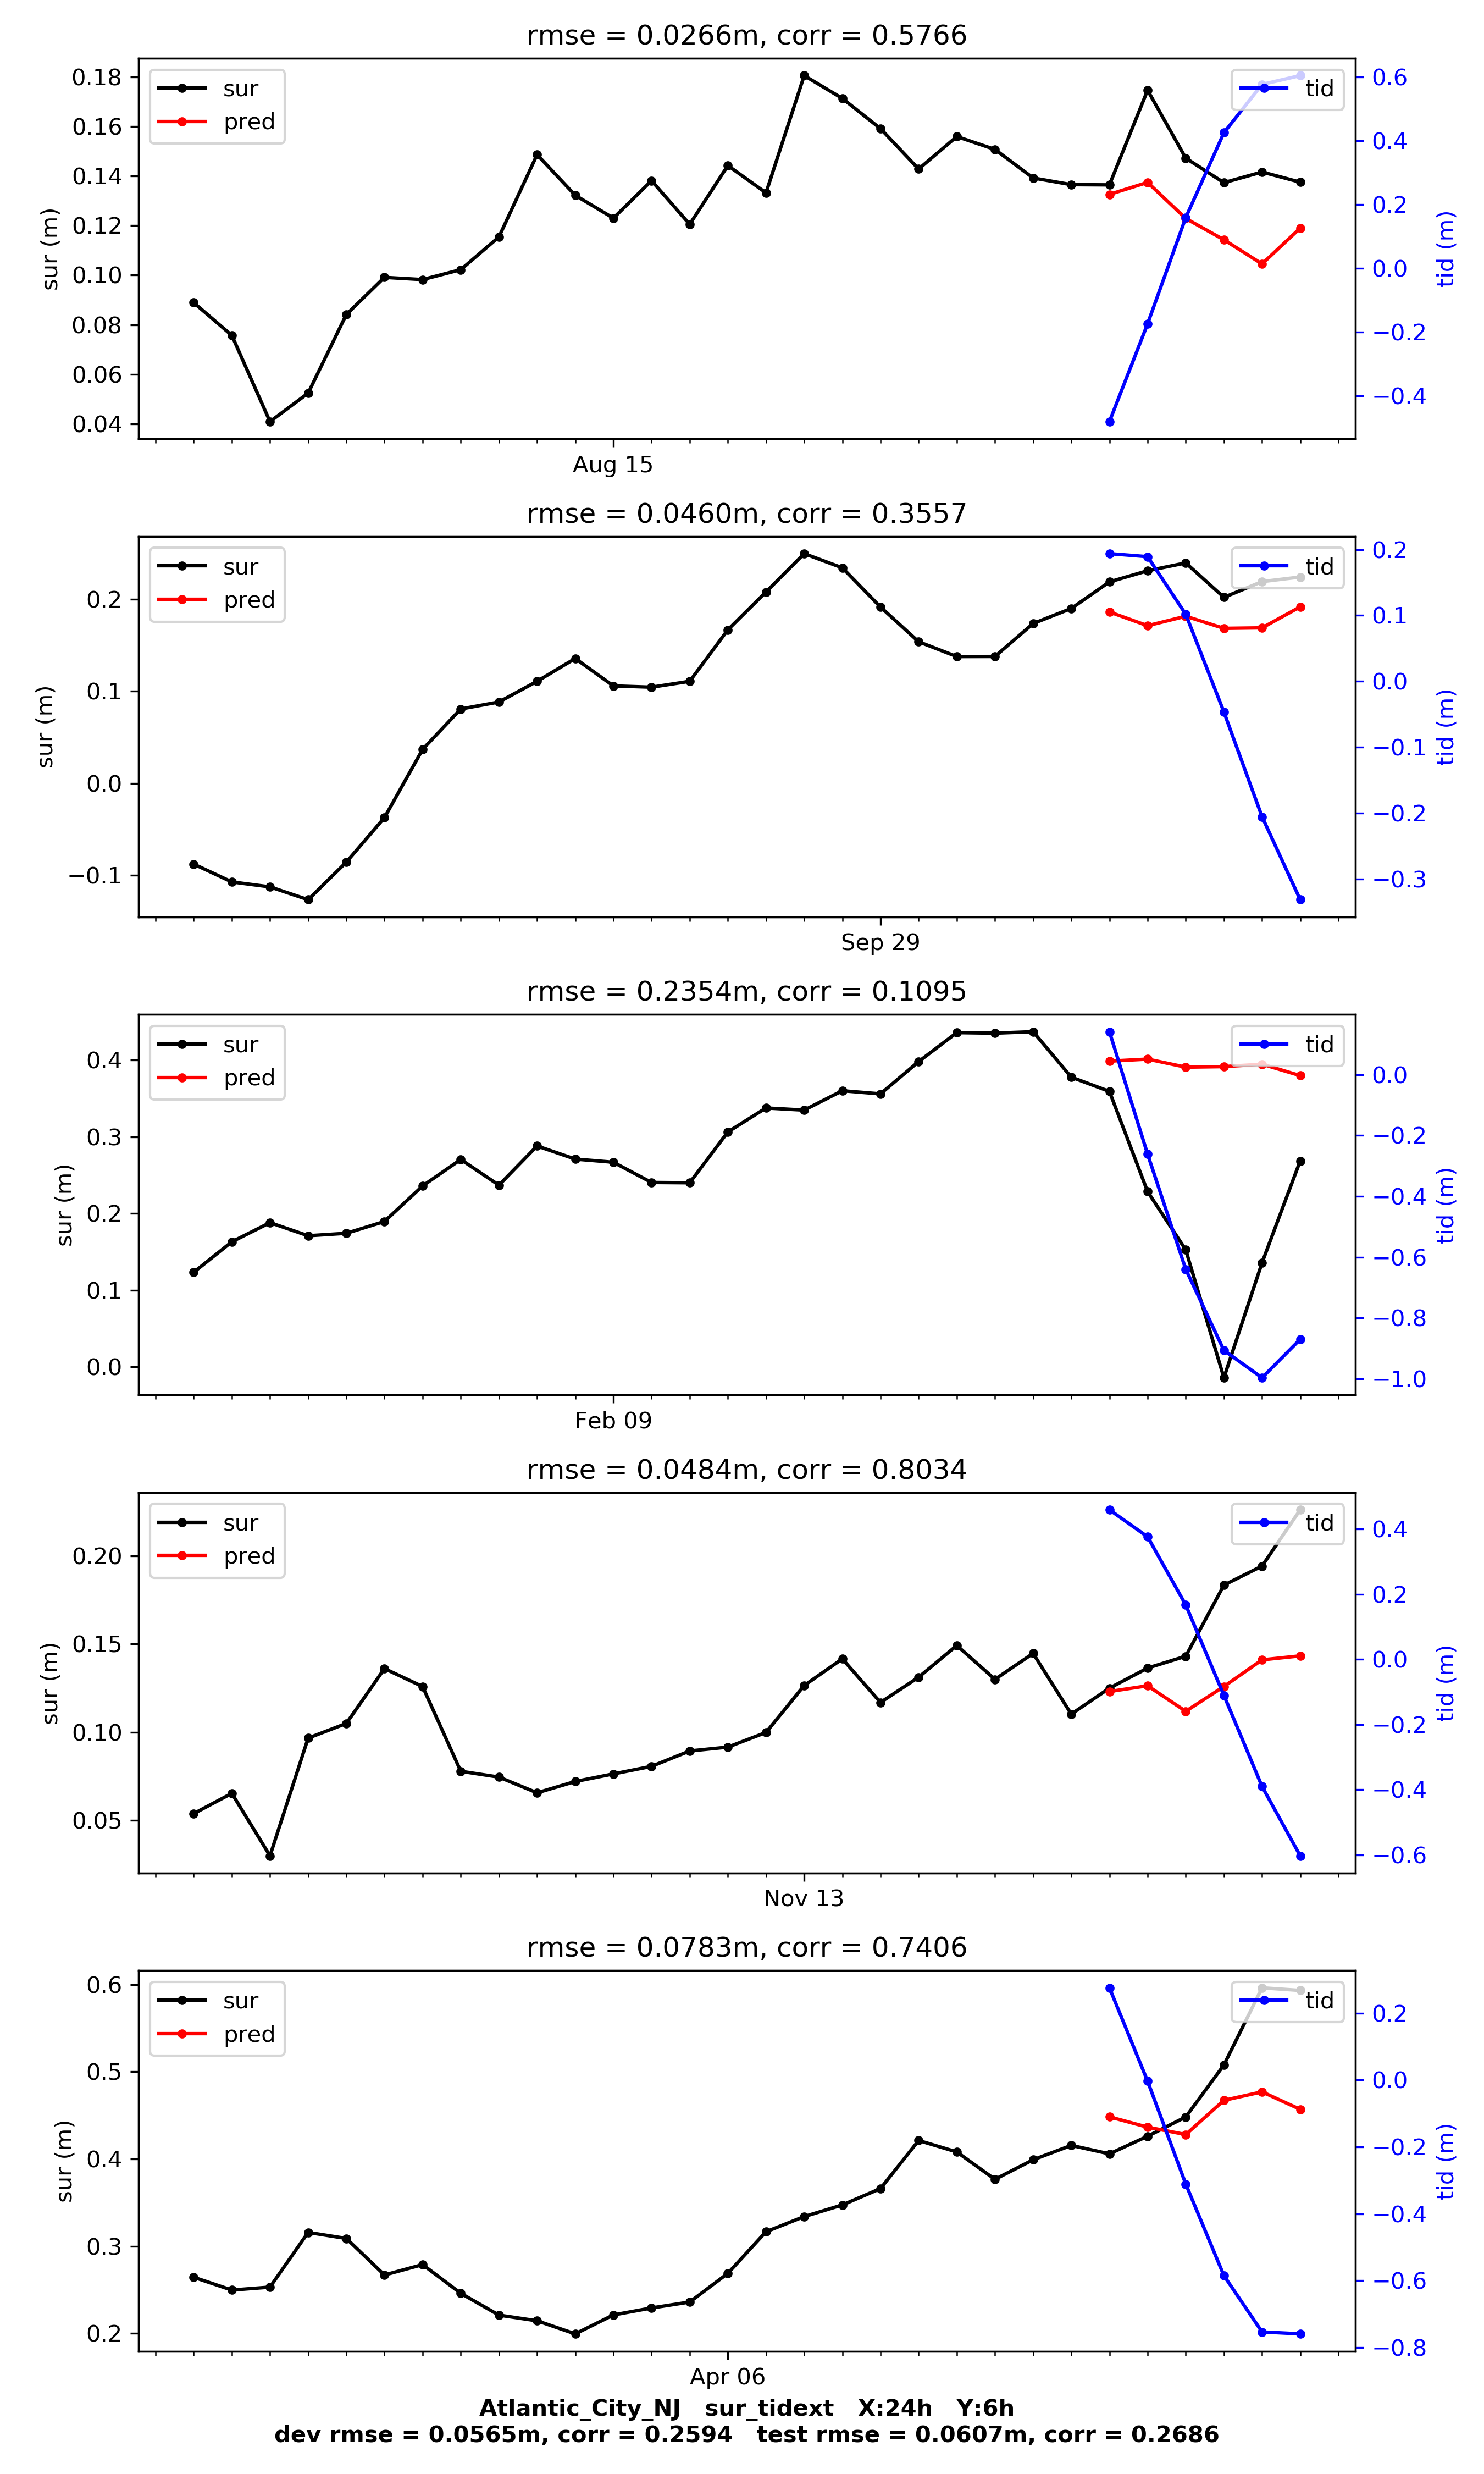 rmse = 0.0266m, corr = 0.5766
sur
pred
tid
0.18
0.16
0.14
0.12
0.10
0.08
0.06
0.04
sur (m)
0.6
0.4
0.2
0.0
−0.2
−0.4
tid (m)
Aug 15
rmse = 0.0460m, corr = 0.3557
sur
pred
tid
0.2
0.1
0.0
−0.1
sur (m)
0.2
0.1
0.0
−0.1
−0.2
−0.3
tid (m)
Sep 29
rmse = 0.2354m, corr = 0.1095
sur
pred
tid
0.4
0.3
0.2
0.1
0.0
sur (m)
0.0
−0.2
−0.4
−0.6
−0.8
−1.0
tid (m)
Feb 09
rmse = 0.0484m, corr = 0.8034
sur
pred
tid
0.20
0.15
0.10
0.05
sur (m)
0.4
0.2
0.0
−0.2
−0.4
−0.6
tid (m)
Nov 13
rmse = 0.0783m, corr = 0.7406
sur
pred
tid
0.6
0.5
0.4
0.3
0.2
sur (m)
0.2
0.0
−0.2
−0.4
−0.6
−0.8
tid (m)
Apr 06
Atlantic_City_NJ   sur_tidext   X:24h   Y:6h
dev rmse = 0.0565m, corr = 0.2594   test rmse = 0.0607m, corr = 0.2686